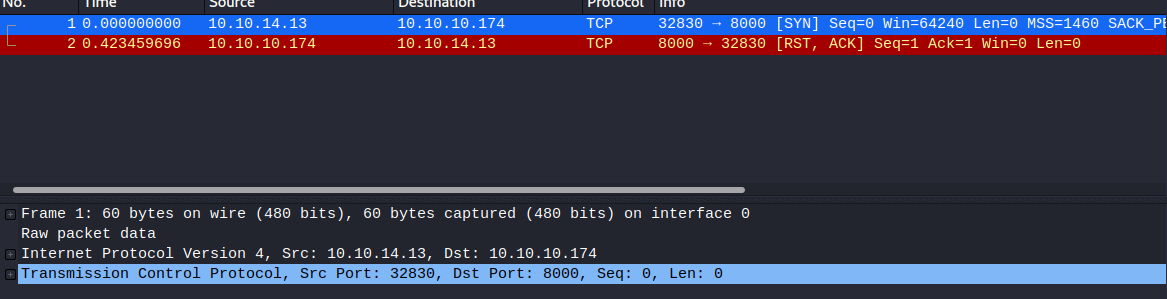 No. Time Source Destination Protocol Info
1 0.000000000 10.10.14.13 10.10.10.174 TCP 32830 → 8000 [SYN] Seq=0 Win=64240 Len=0 MSS=1460
2 0.423459696 10.10.10.174 10.10.14.13 TCP 8000 → 32830 [RST, ACK] Seq=1 Ack=1 Win=0 Len=0
Frame 1: 60 bytes on wire (480 bits), 60 bytes captured (480 bits) on interface 0
Raw packet data
Internet Protocol Version 4, Src: 10.10.14.13, Dst: 10.10.10.174
Transmission Control Protocol, Src Port: 32830, Dst Port: 8000, Seq: 0, Len: 0